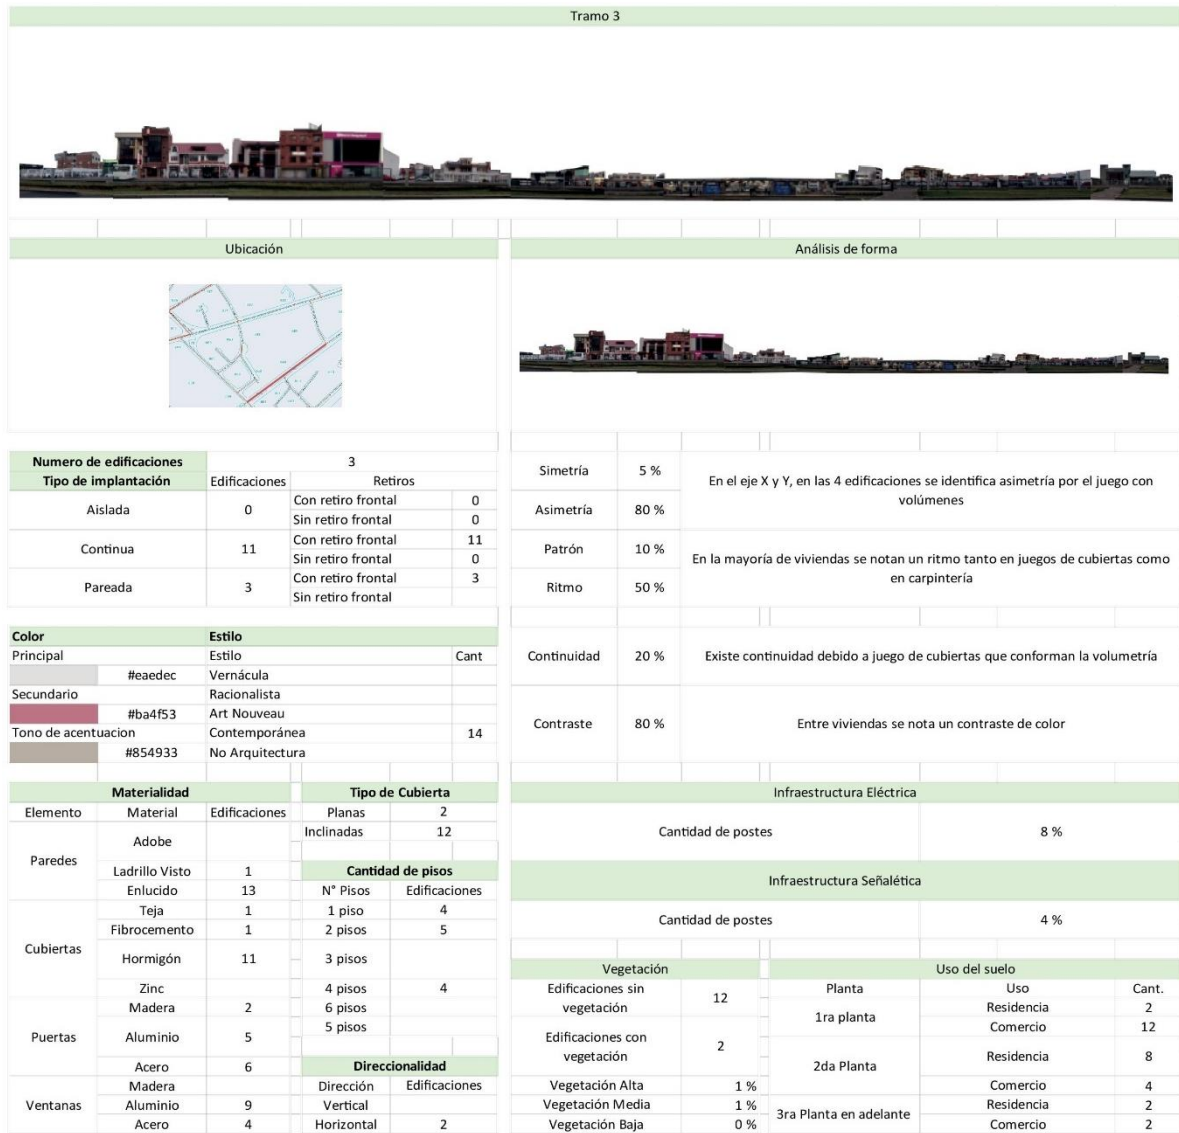 Tramo 3
Ubicación
Análisis de forma
Numero de edificaciones 3
Tipo de implantación Edificaciones Retiros
Aislada 0 Con retiro frontal 0
Sin retiro frontal 0
Continua 11 Con retiro frontal 11
Sin retiro frontal 0
Pareada 3 Con retiro frontal 3
Sin retiro frontal
Simetría 5 %
Asimetría 80 %
En el eje X y Y, en las 4 edificaciones se identifica asimetría por el juego con
volúmenes
Patrón 10 %
Ritmo 50 %
En la mayoría de viviendas se notan un ritmo tanto en juegos de cubiertas como
en carpintería
Continuidad 20 % Existe continuidad debido a juego de cubiertas que conforman la volumetría
Contraste 80 % Entre viviendas se nota un contraste de color
Color Estilo
Principal Estilo Cant
#eaedec Vernácula
Secundario Racionalista
#ba4f53 Art Nouveau
Tono de acentuacion Contemporánea 14
#854933 No Arquitectura
Materialidad
Elemento Material Edificaciones
Paredes
Adobe
Ladrillo Visto 1
Enlucido 13
Cubiertas
Teja 1
Fibrocemento 1
Hormigón 11
Zinc
Puertas
Madera 2
Aluminio 5
Acero 6
Ventanas
Madera
Aluminio 9
Acero 4
Tipo de Cubierta
Planas 2
Inclinadas 12
Cantidad de pisos
N° Pisos Edificaciones
1 piso 4
2 pisos 5
3 pisos
4 pisos 4
6 pisos
5 pisos
Direccionalidad
Dirección Edificaciones
Vertical
Horizontal 2
Infraestructura Eléctrica
Cantidad de postes 8 %
Infraestructura Señalética
Cantidad de postes 4 %
Vegetación
Edificaciones sin
vegetación
12
Edificaciones con
vegetación
2
Vegetación Alta 1 %
Vegetación Media 1 %
Vegetación Baja 0 %
Uso del suelo
Planta Uso Cant.
1ra planta
Residencia 2
Comercio 12
2da Planta
Residencia 8
Comercio 4
3ra Planta en adelante
Residencia 2
Comercio 2